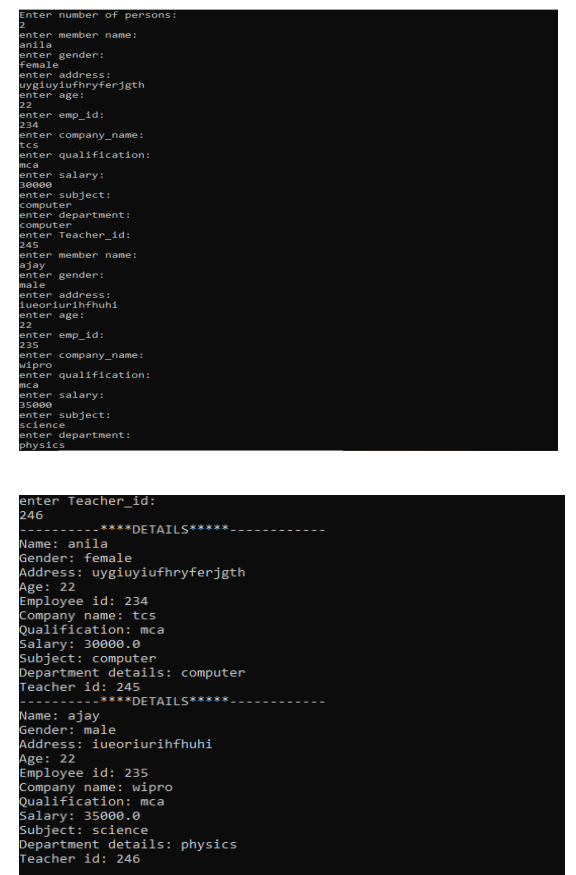 Enter number of persons:
2
enter member name:
anila
enter gender:
female
enter address:
uygiuyiufhryferjgth
enter age:
22
enter emp_id:
234
enter company_name:
tcs
enter qualification:
mca
enter salary:
30000
enter subject:
computer
enter department:
computer
enter Teacher_id:
245
enter member name:
ajay
enter gender:
male
enter address:
iueoriurihfhuhi
enter age:
22
enter emp_id:
235
enter company_name:
wipro
enter qualification:
mca
enter salary:
35000
enter subject:
science
enter department:
physics
enter Teacher_id:
246
----------****DETAILS*****------------
Name: anila
Gender: female
Address: uygiuyiufhryferjgth
Age: 22
Employee id: 234
Company name: tcs
Qualification: mca
Salary: 30000.0
Subject: computer
Department details: computer
Teacher id: 245
----------****DETAILS*****------------
Name: ajay
Gender: male
Address: iueoriurihfhuhi
Age: 22
Employee id: 235
Company name: wipro
Qualification: mca
Salary: 35000.0
Subject: science
Department details: physics
Teacher id: 246